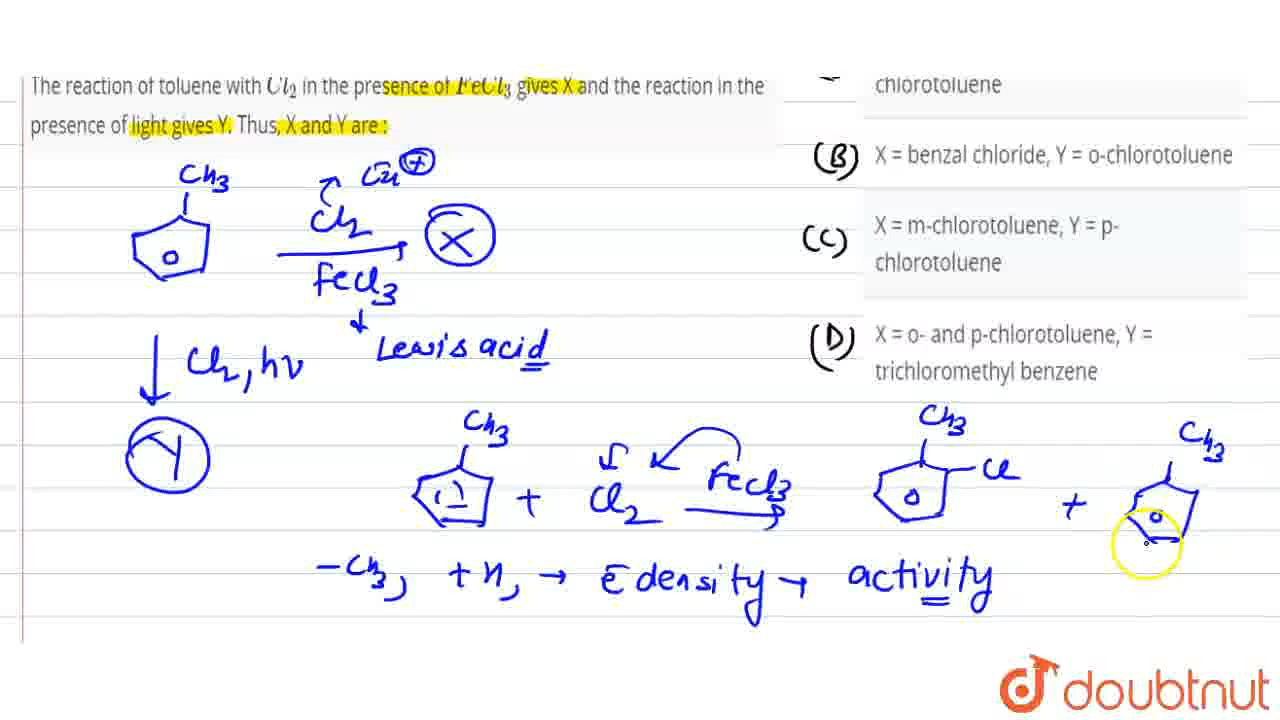 The reaction of toluene with Cl₂ in the presence of FeCl₃ gives X and the reaction in the
presence of light gives Y. Thus, X and Y are :
chlorotoluene
(B) X = benzal chloride, Y = o-chlorotoluene
(C) X = m-chlorotoluene, Y = p-
chlorotoluene
(D) X = o- and p-chlorotoluene, Y =
trichloromethyl benzene
CH₃
Cl⁺
Cl₂
X
FeCl₃
Lewis acid
Cl₂, hν
Y
CH₃
+ Cl₂
FeCl₃
CH₃
Cl
+
CH₃
-CH₃, +H, → ē density → activity
doubtnut